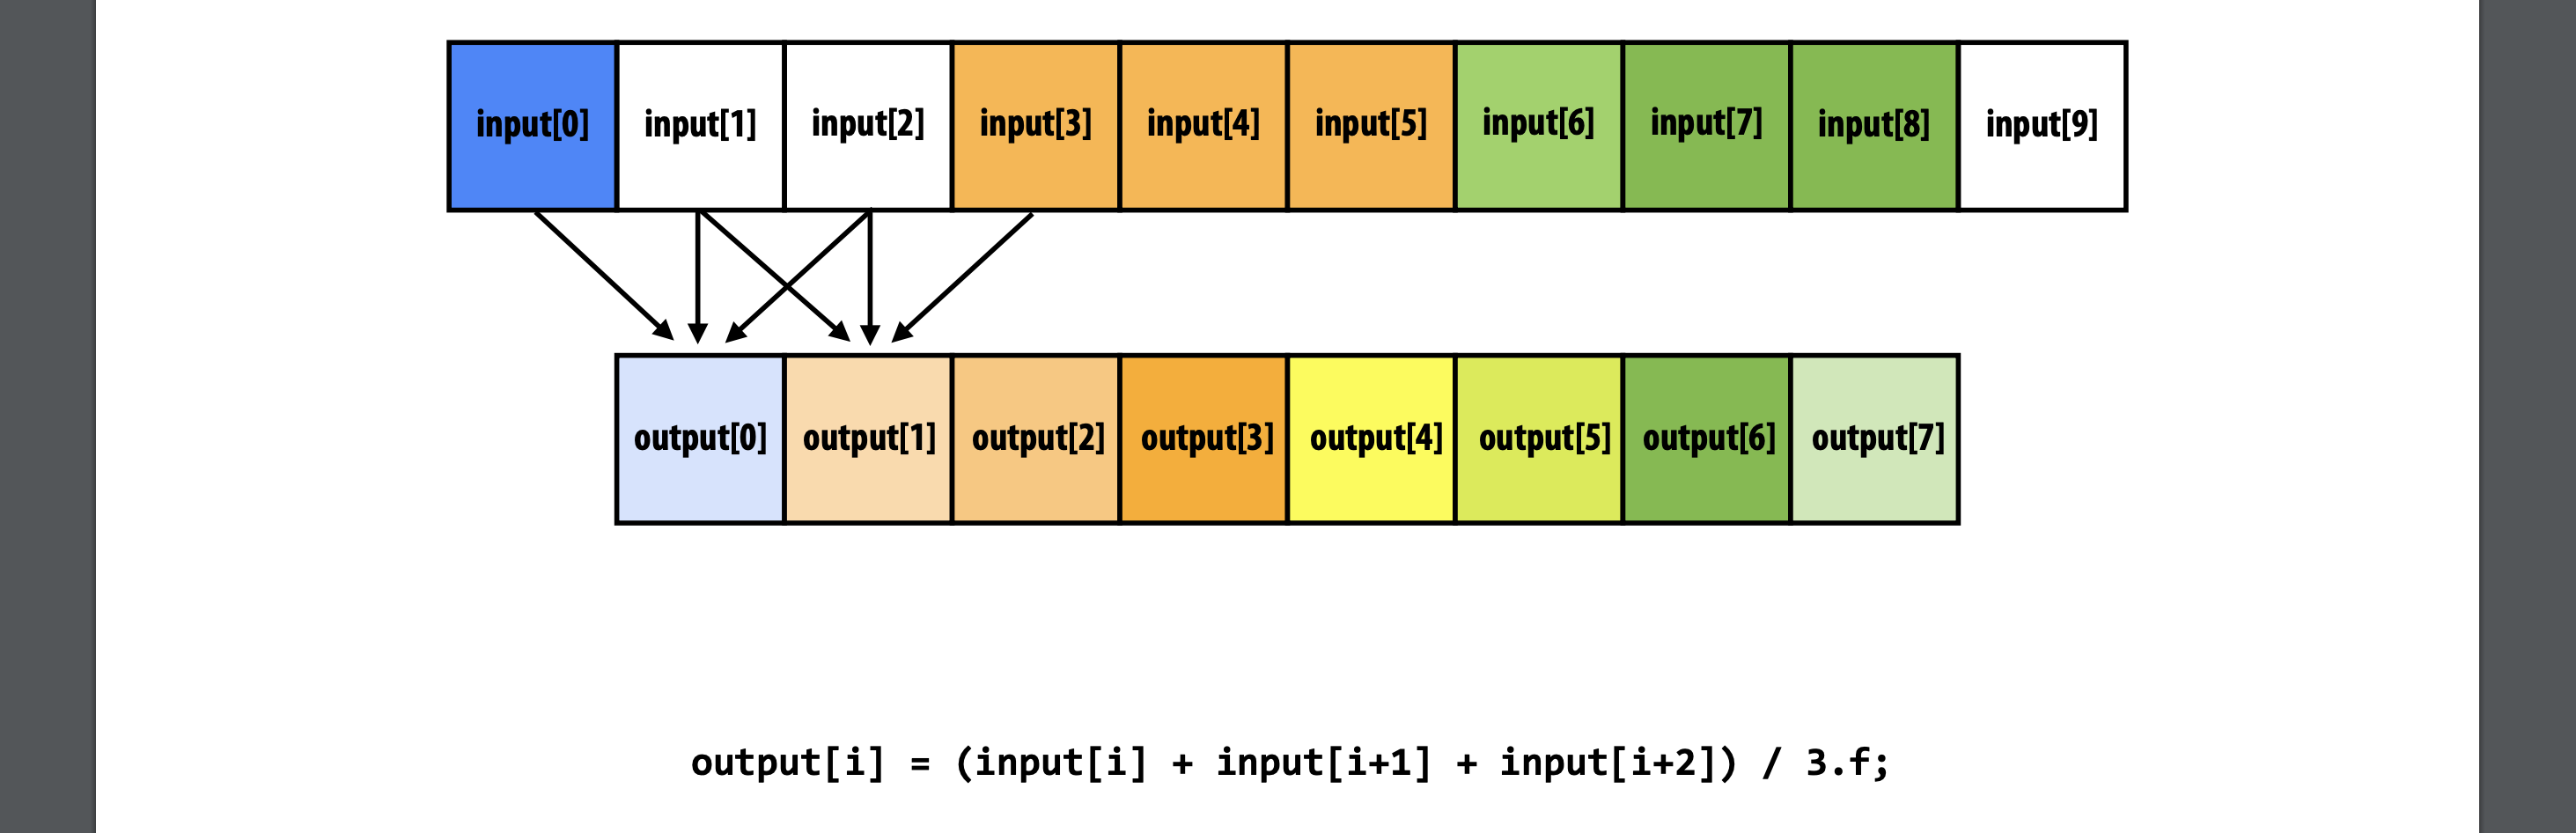 input[0] input[1] input[2] input[3] input[4] input[5] input[6] input[7] input[8] input[9]
output[0] output[1] output[2] output[3] output[4] output[5] output[6] output[7]
output[i] = (input[i] + input[i+1] + input[i+2]) / 3.f;